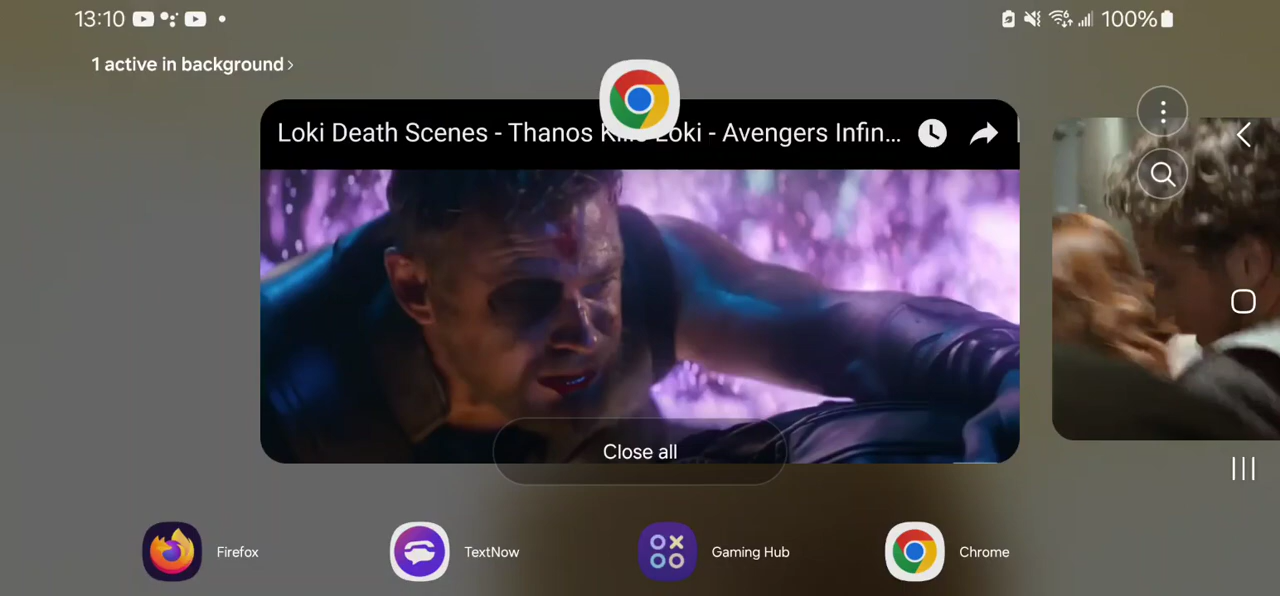 13:10
100%
1 active in background
Loki Death Scenes - Thanos Kills Loki - Avengers Infin...
Close all
Firefox
TextNow
Gaming Hub
Chrome